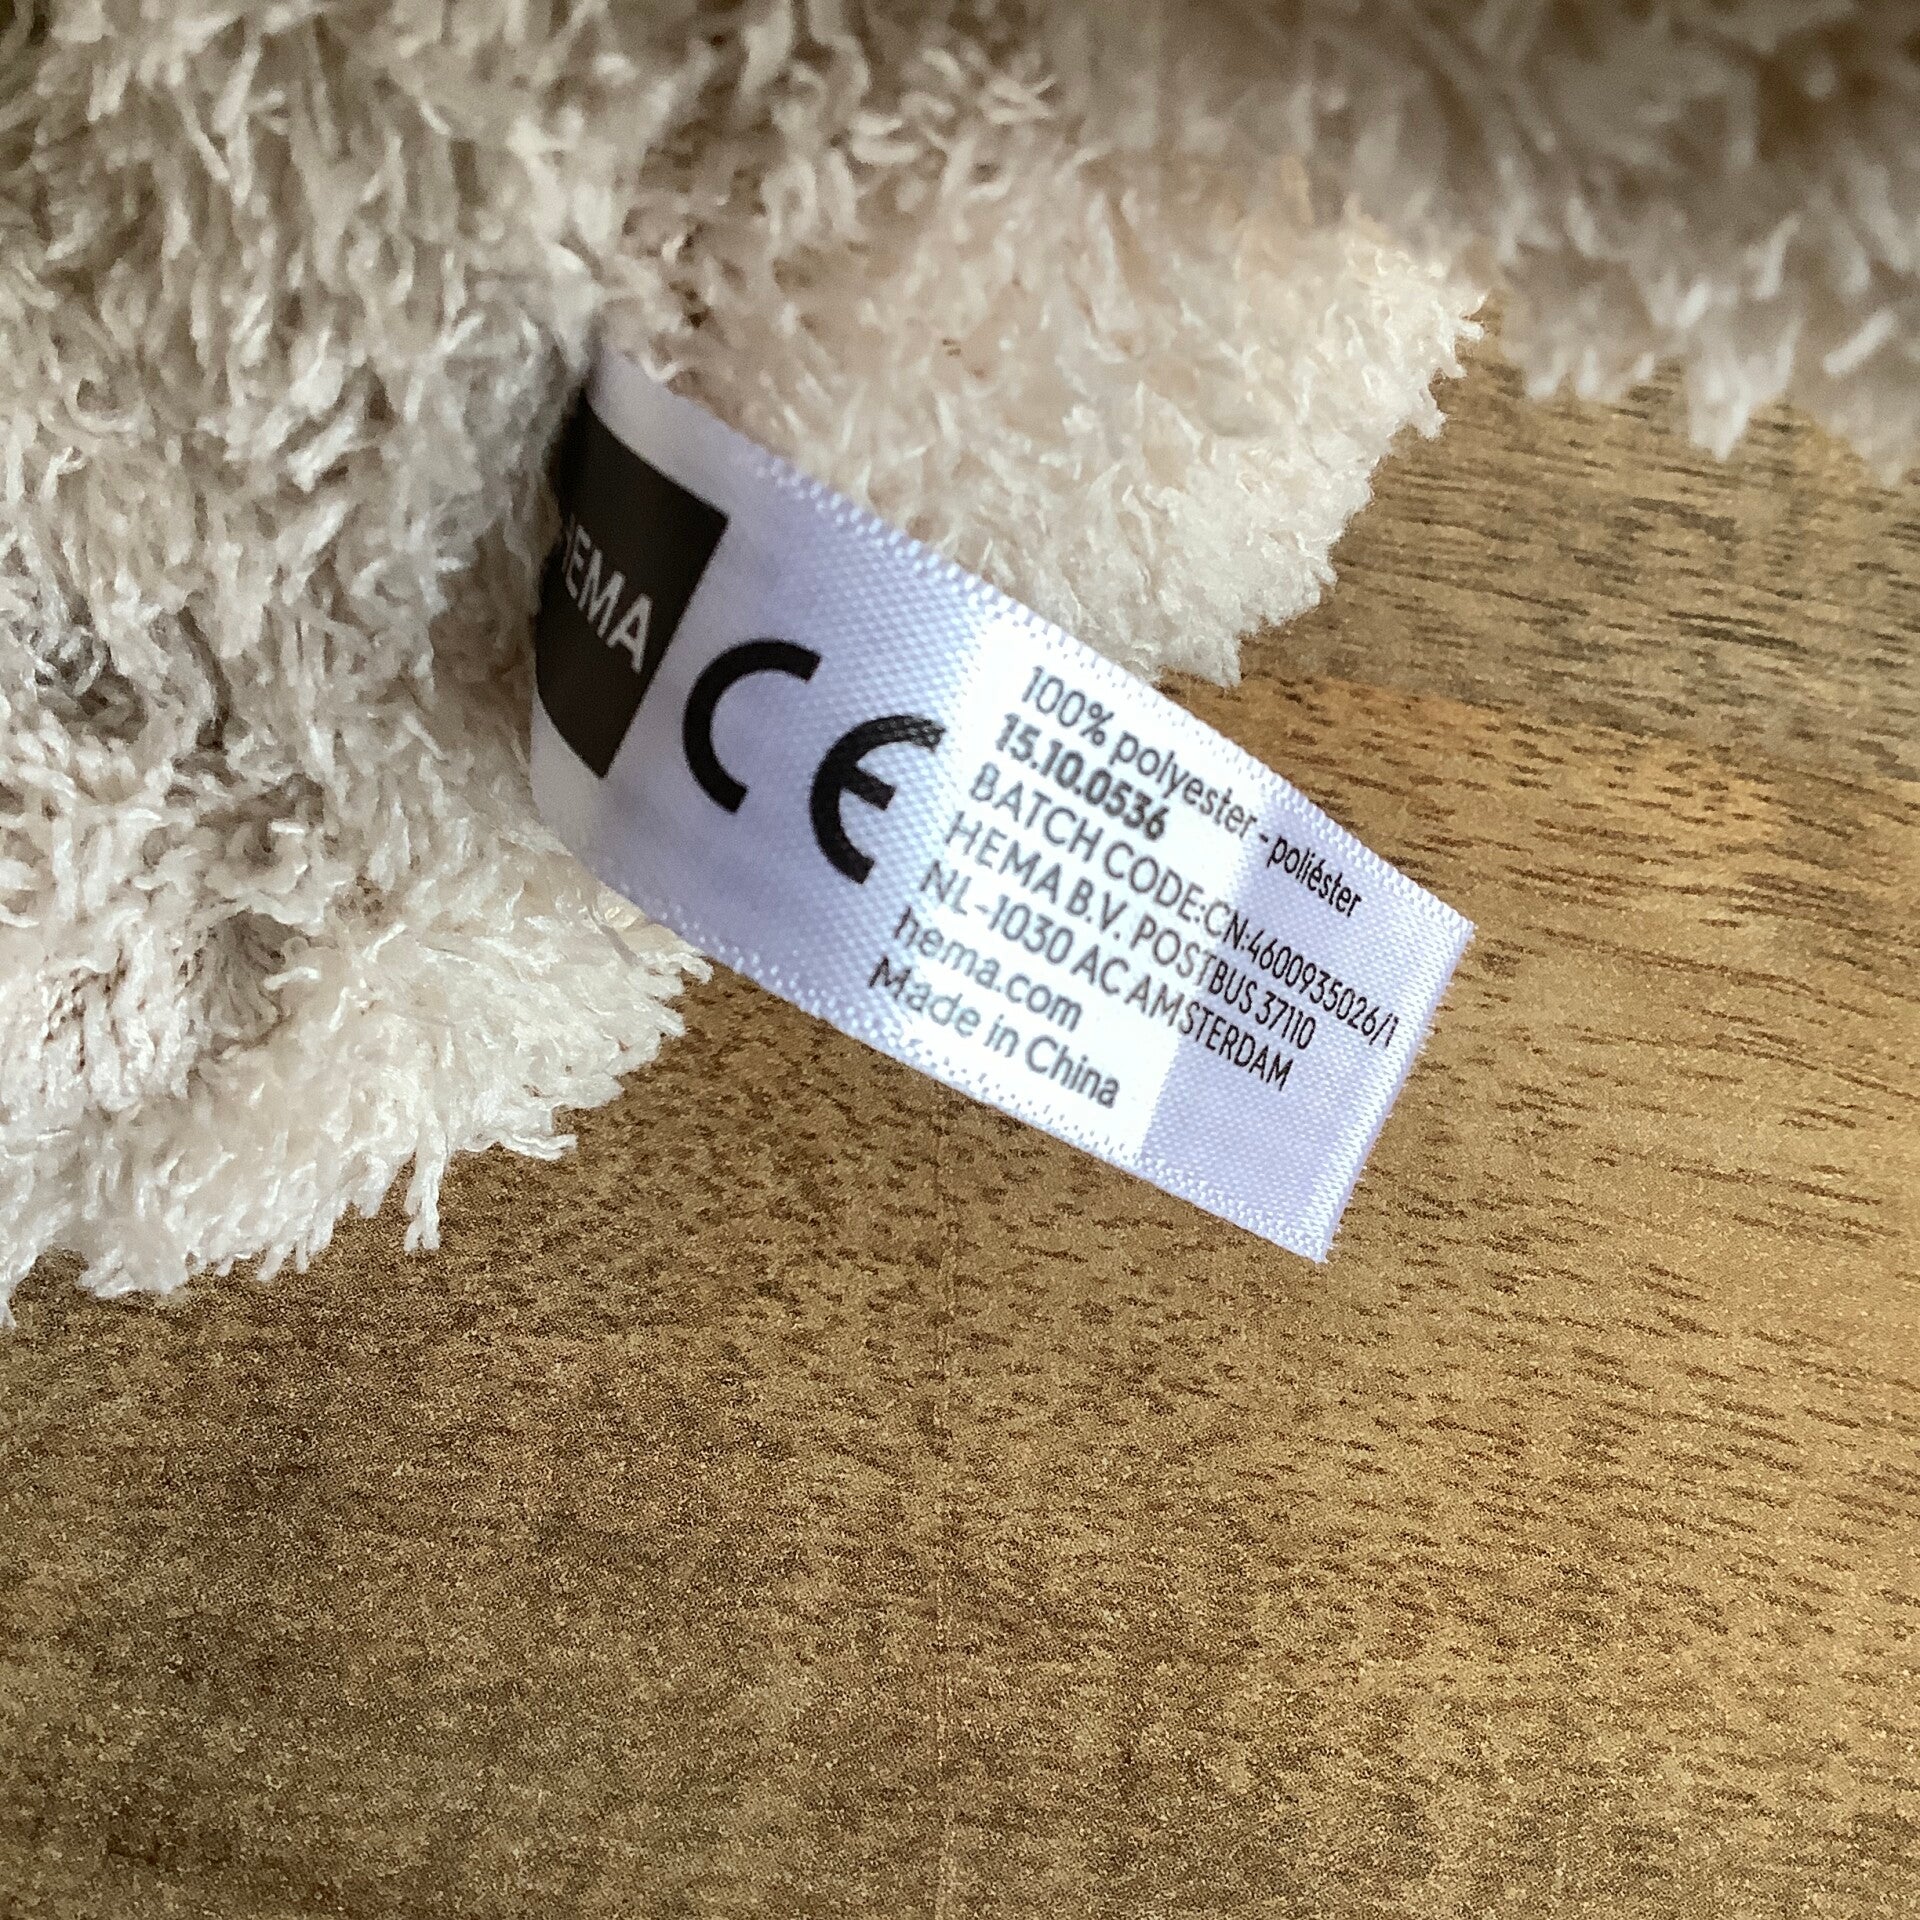 HEMA
CE
100% polyester - poliéster
15.10.0536
BATCH CODE:CN:4600935026/1
HEMA B.V. POSTBUS 37110
NL-1030 AC AMSTERDAM
hema.com
Made in China